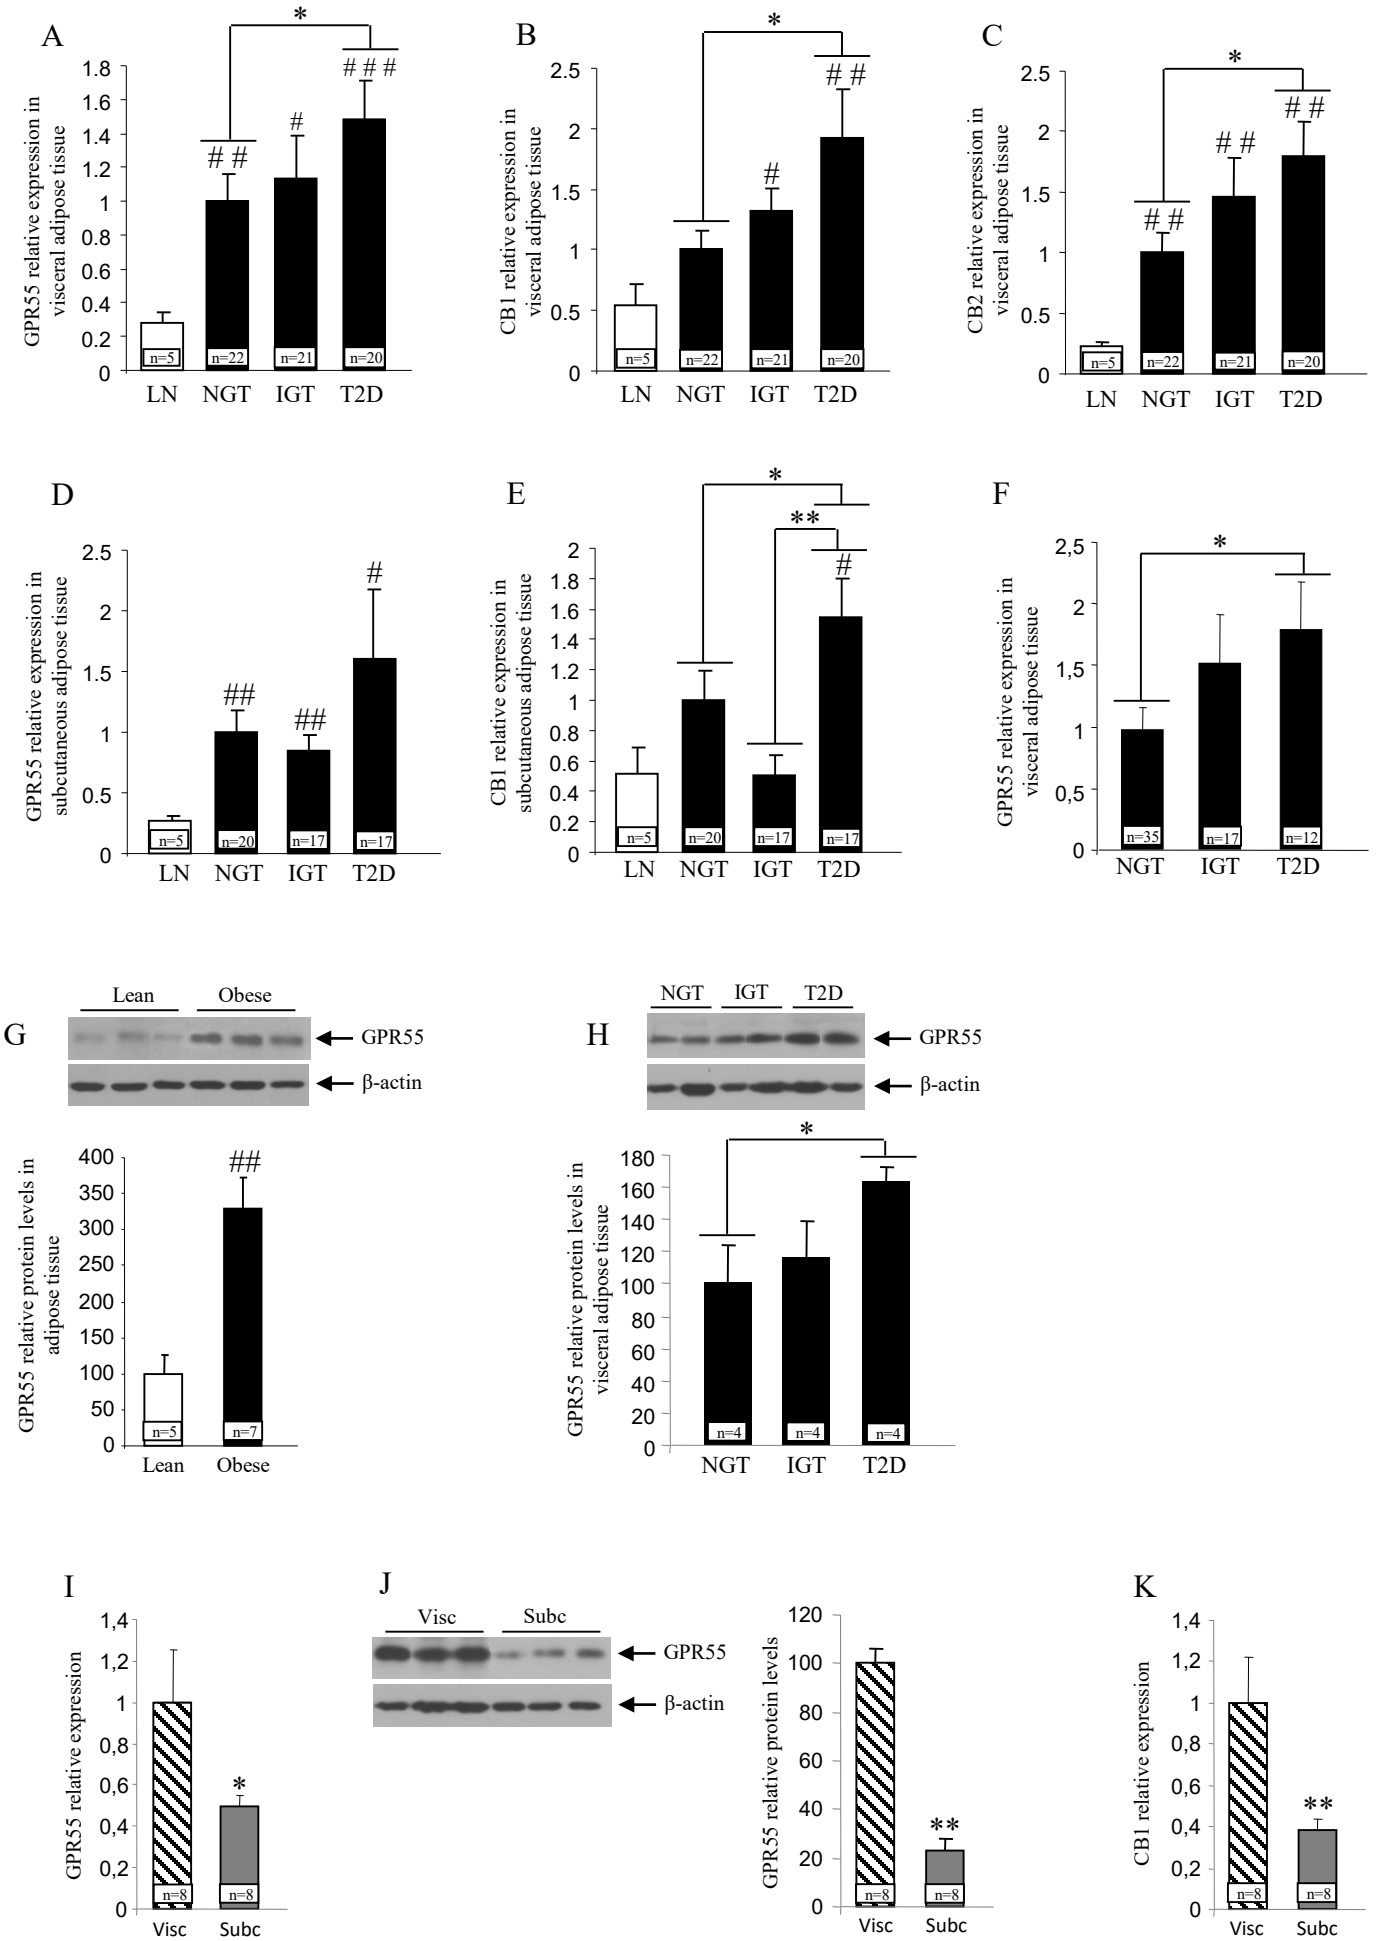 A
GPR55 relative expression in
visceral adipose tissue
1.8
1.6
1.4
1.2
1
0.8
0.6
0.4
0.2
0
*
# #
#
# # #
n=5 n=22 n=21 n=20
LN NGT IGT T2D
B
CB1 relative expression in
visceral adipose tissue
2.5
2
1.5
1
0.5
0
*
#
# #
n=5 n=22 n=21 n=20
LN NGT IGT T2D
C
CB2 relative expression in
visceral adipose tissue
2.5
2
1.5
1
0.5
0
*
# #
# #
# #
n=5 n=22 n=21 n=20
LN NGT IGT T2D
D
GPR55 relative expression in
subcutaneous adipose tissue
2.5
2
1.5
1
0.5
0
##
##
#
n=5 n=20 n=17 n=17
LN NGT IGT T2D
E
CB1 relative expression in
subcutaneous adipose tissue
2
1.8
1.6
1.4
1.2
1
0.8
0.6
0.4
0.2
0
*
**
#
n=5 n=20 n=17 n=17
LN NGT IGT T2D
F
GPR55 relative expression in
visceral adipose tissue
2,5
2
1,5
1
0,5
0
*
n=35 n=17 n=12
NGT IGT T2D
G
Lean Obese
GPR55
β-actin
GPR55 relative protein levels in
adipose tissue
400
350
300
250
200
150
100
50
0
##
n=5 n=7
Lean Obese
H
NGT IGT T2D
GPR55
β-actin
GPR55 relative protein levels in
visceral adipose tissue
180
160
140
120
100
80
60
40
20
0
*
n=4 n=4 n=4
NGT IGT T2D
I
GPR55 relative expression
1,4
1,2
1
0,8
0,6
0,4
0,2
0
*
n=8 n=8
Visc Subc
J
Visc Subc
GPR55
β-actin
GPR55 relative protein levels
120
100
80
60
40
20
0
**
n=8 n=8
Visc Subc
K
CB1 relative expression
1,4
1,2
1
0,8
0,6
0,4
0,2
0
**
n=8 n=8
Visc Subc